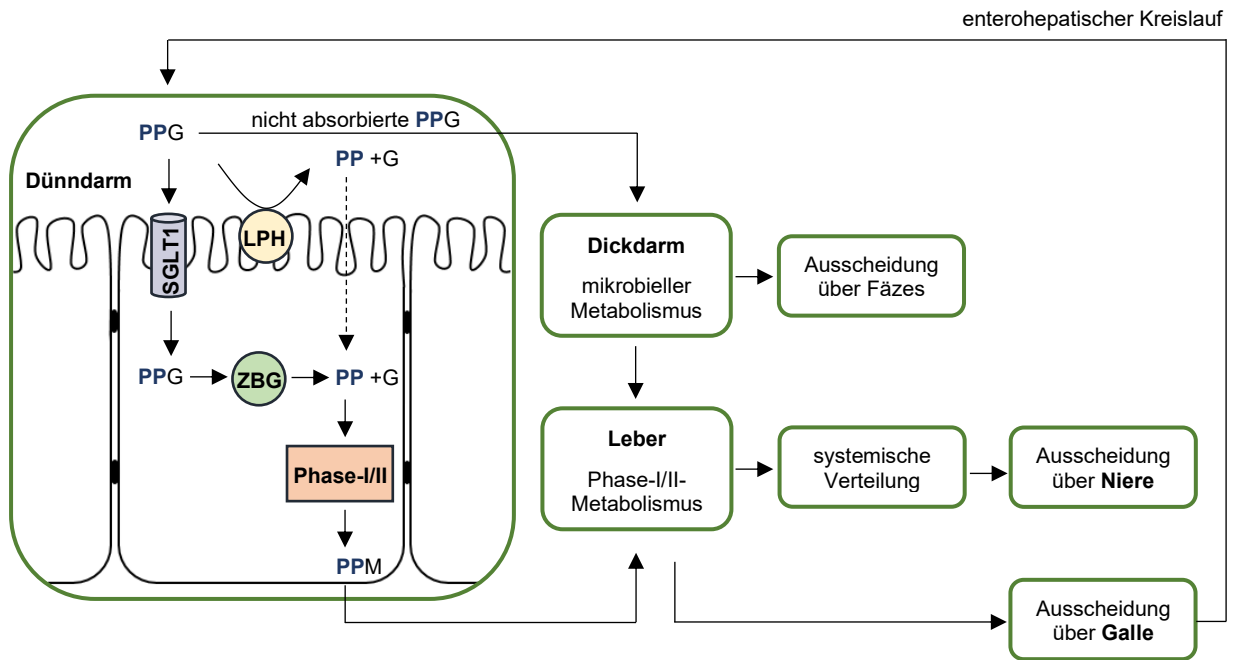 enterohepatischer Kreislauf
PPG
nicht absorbierte PPG
PP +G
Dünndarm
SGLT1
LPH
PPG
ZBG
PP +G
Phase-I/II
PPM
Dickdarm
mikrobieller
Metabolismus
Ausscheidung
über Fäzes
Leber
Phase-I/II-
Metabolismus
systemische
Verteilung
Ausscheidung
über Niere
Ausscheidung
über Galle